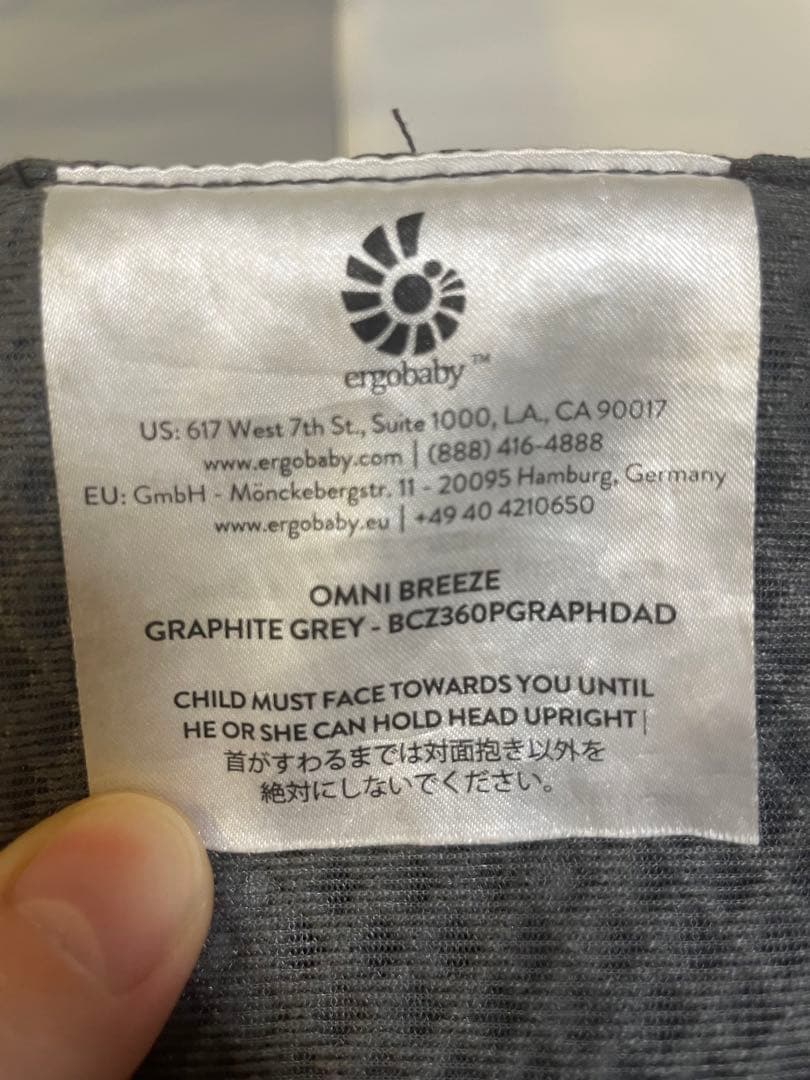 ergobaby™
US: 617 West 7th St., Suite 1000, LA., CA 90017
www.ergobaby.com | (888) 416-4888
EU: GmbH - Mönckebergstr. 11 - 20095 Hamburg, Germany
www.ergobaby.eu | +49 40 4210650
OMNI BREEZE
GRAPHITE GREY - BCZ360PGRAPHDAD
CHILD MUST FACE TOWARDS YOU UNTIL
HE OR SHE CAN HOLD HEAD UPRIGHT |
首がすわるまでは対面抱き以外を
絶対にしないでください。